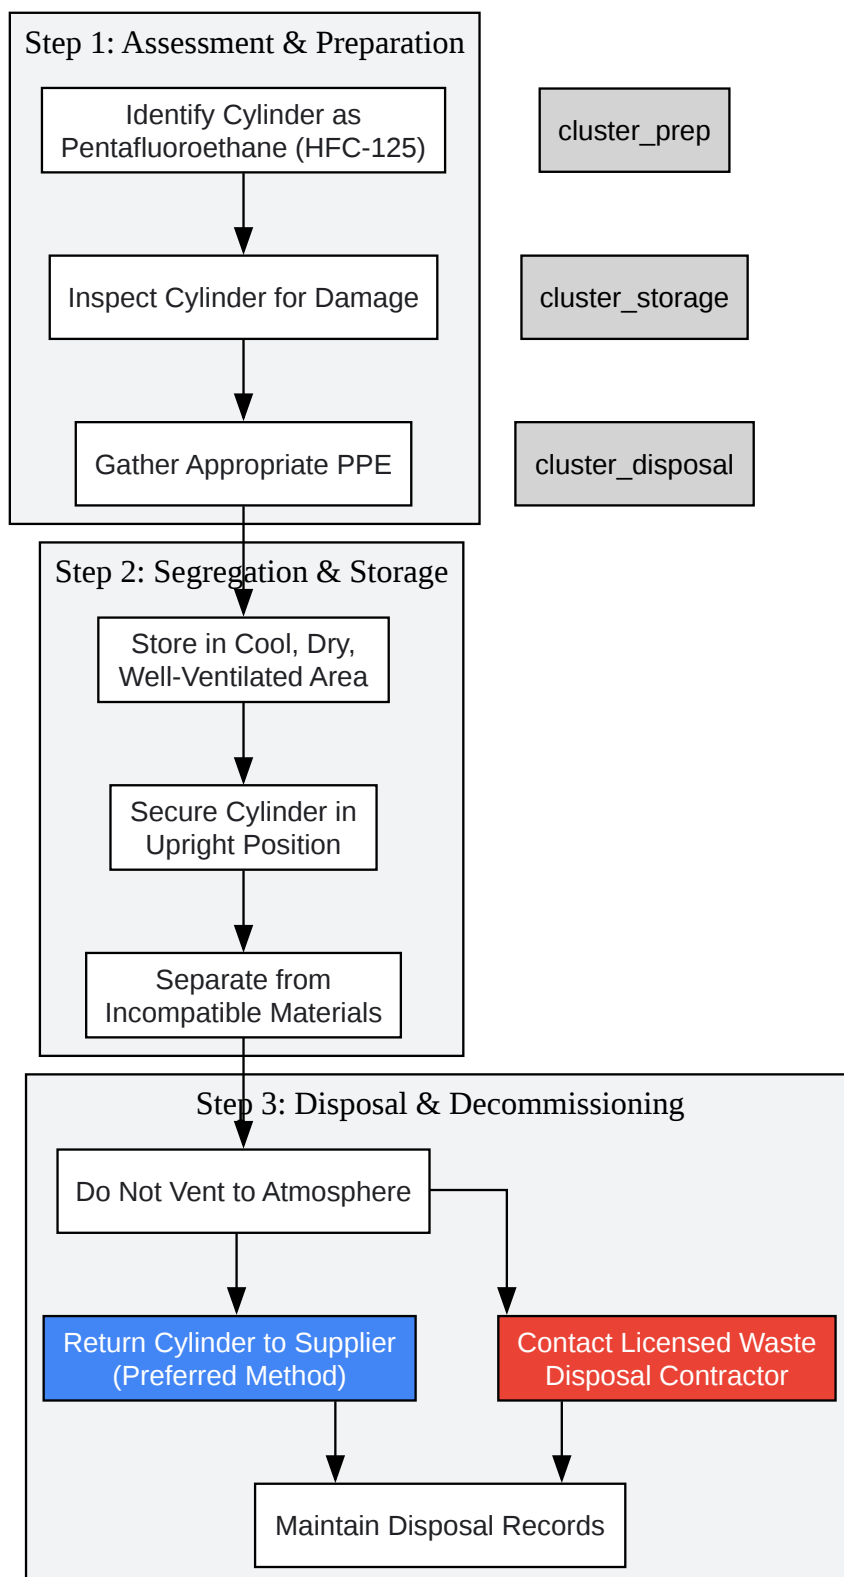 Step 1: Assessment & Preparation
Identify Cylinder as
Pentafluoroethane (HFC-125)
cluster_prep
Inspect Cylinder for Damage
cluster_storage
Gather Appropriate PPE
cluster_disposal
Step 2: Segregation & Storage
Store in Cool, Dry,
Well-Ventilated Area
Secure Cylinder in
Upright Position
Separate from
Incompatible Materials
Step 3: Disposal & Decommissioning
Do Not Vent to Atmosphere
Return Cylinder to Supplier
(Preferred Method)
Contact Licensed Waste
Disposal Contractor
Maintain Disposal Records